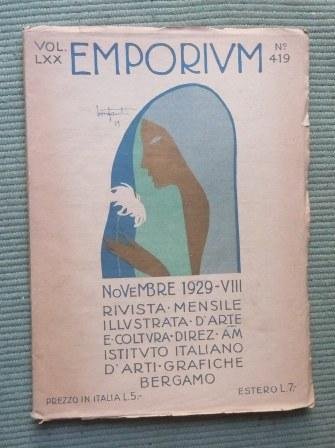 VOL. LXX
EMPORIVM
Nº 419
NOVEMBRE 1929-VIII
RIVISTA · MENSILE
ILLVSTRATA · D'ARTE
E · COLTVRA · DIREZ · AM
ISTITVTO ITALIANO
D'ARTI · GRAFICHE
BERGAMO
PREZZO IN ITALIA L.5.-
ESTERO L.7.-